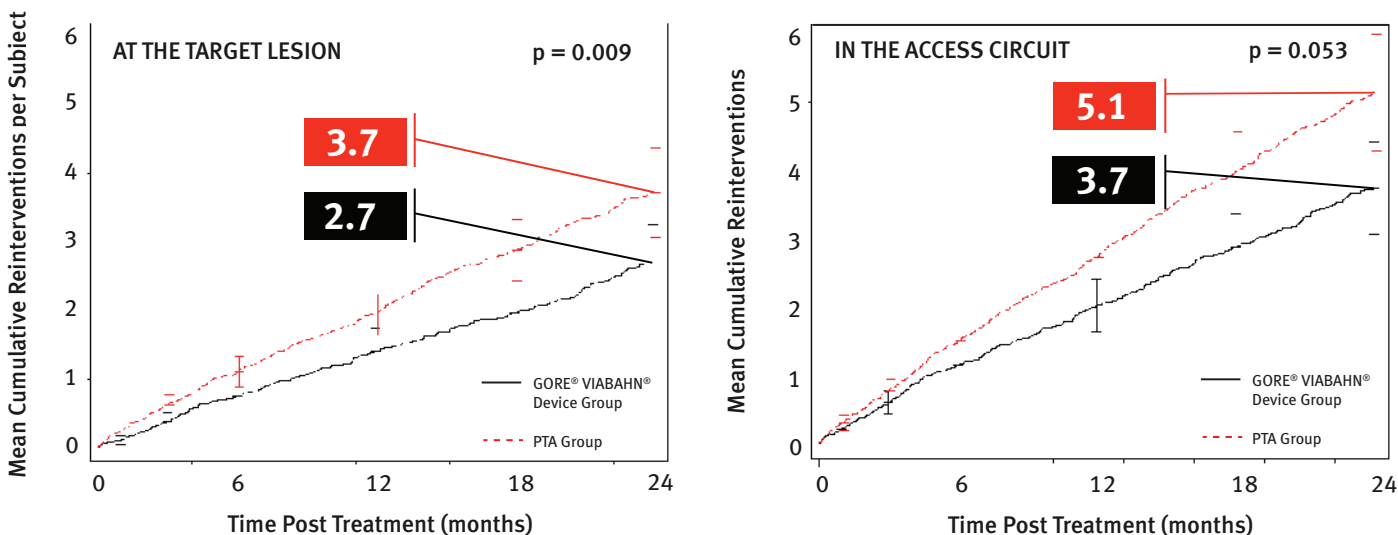 Mean Cumulative Reinterventions per Subject
6
5
4
3
2
1
0
AT THE TARGET LESION
p = 0.009
3.7
2.7
GORE® VIABAHN®
Device Group
PTA Group
0 6 12 18 24
Time Post Treatment (months)
Mean Cumulative Reinterventions
6
5
4
3
2
1
0
IN THE ACCESS CIRCUIT
p = 0.053
5.1
3.7
GORE® VIABAHN®
Device Group
PTA Group
0 6 12 18 24
Time Post Treatment (months)